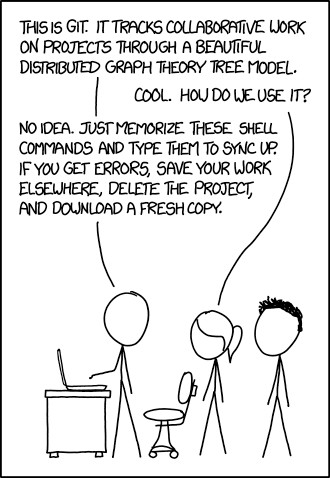 THIS IS GIT. IT TRACKS COLLABORATIVE WORK
ON PROJECTS THROUGH A BEAUTIFUL
DISTRIBUTED GRAPH THEORY TREE MODEL.
COOL. HOW DO WE USE IT?
NO IDEA. JUST MEMORIZE THESE SHELL
COMMANDS AND TYPE THEM TO SYNC UP.
IF YOU GET ERRORS, SAVE YOUR WORK
ELSEWHERE, DELETE THE PROJECT,
AND DOWNLOAD A FRESH COPY.